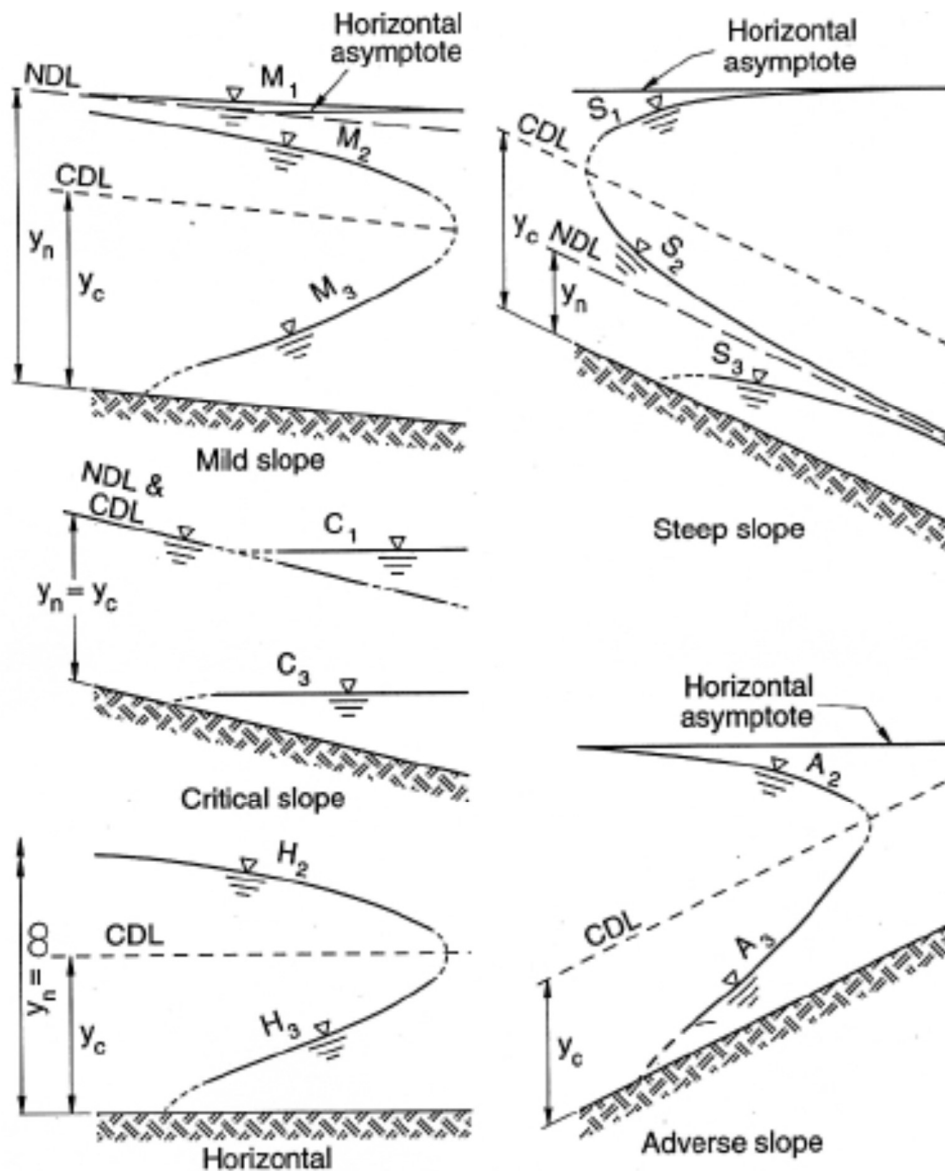 Horizontal
asymptote
NDL
M1
M2
CDL
yn
yc
M3
Mild slope
Horizontal
asymptote
S1
CDL
yc
NDL
S2
yn
S3
Steep slope
NDL &
CDL
C1
yn = yc
C3
Critical slope
H2
yn = ∞
CDL
yc
H3
Horizontal
Horizontal
asymptote
A2
CDL
A3
yc
Adverse slope